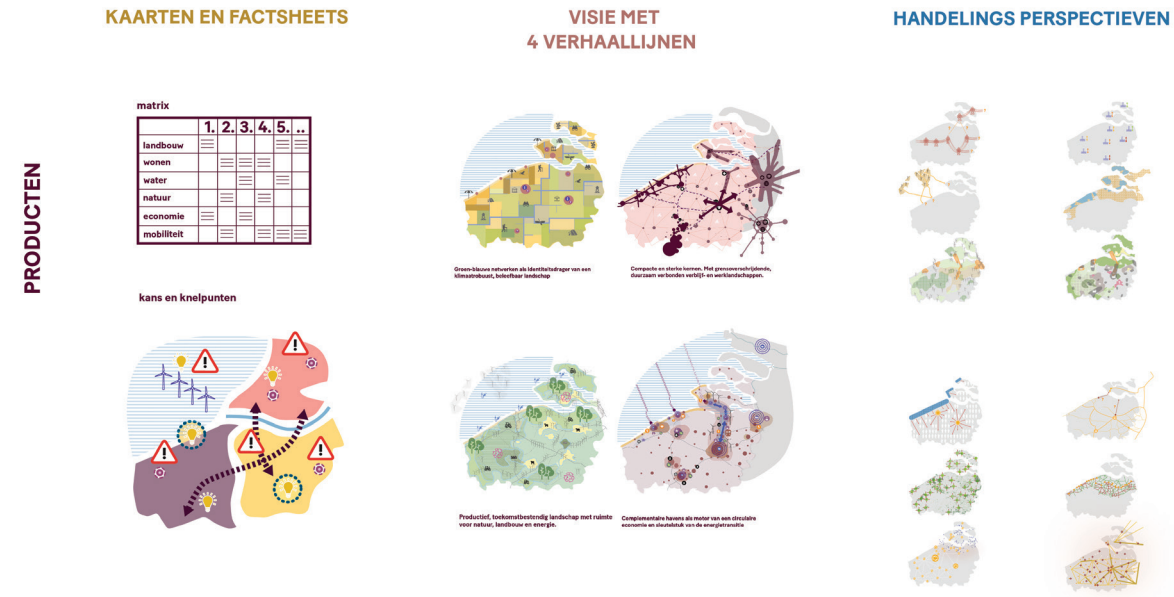 KAARTEN EN FACTSHEETS
VISIE MET
4 VERHAALLIJNEN
HANDELINGS PERSPECTIEVEN
PRODUCTEN
matrix
1. 2. 3. 4. 5. ..
landbouw
wonen
water
natuur
economie
mobiliteit
kans en knelpunten
Groen-blauwe netwerken als identiteitsdrager van een
klimaatrobuust, beleefbaar landschap
Compacte en sterke kernen. Met grensoverschrijdende,
duurzaam verbonden verblijf- en werklandschappen.
Productief, toekomstbestendig landschap met ruimte
voor natuur, landbouw en energie.
Complementaire havens als motor van een circulaire
economie en sleutelstuk van de energietransitie